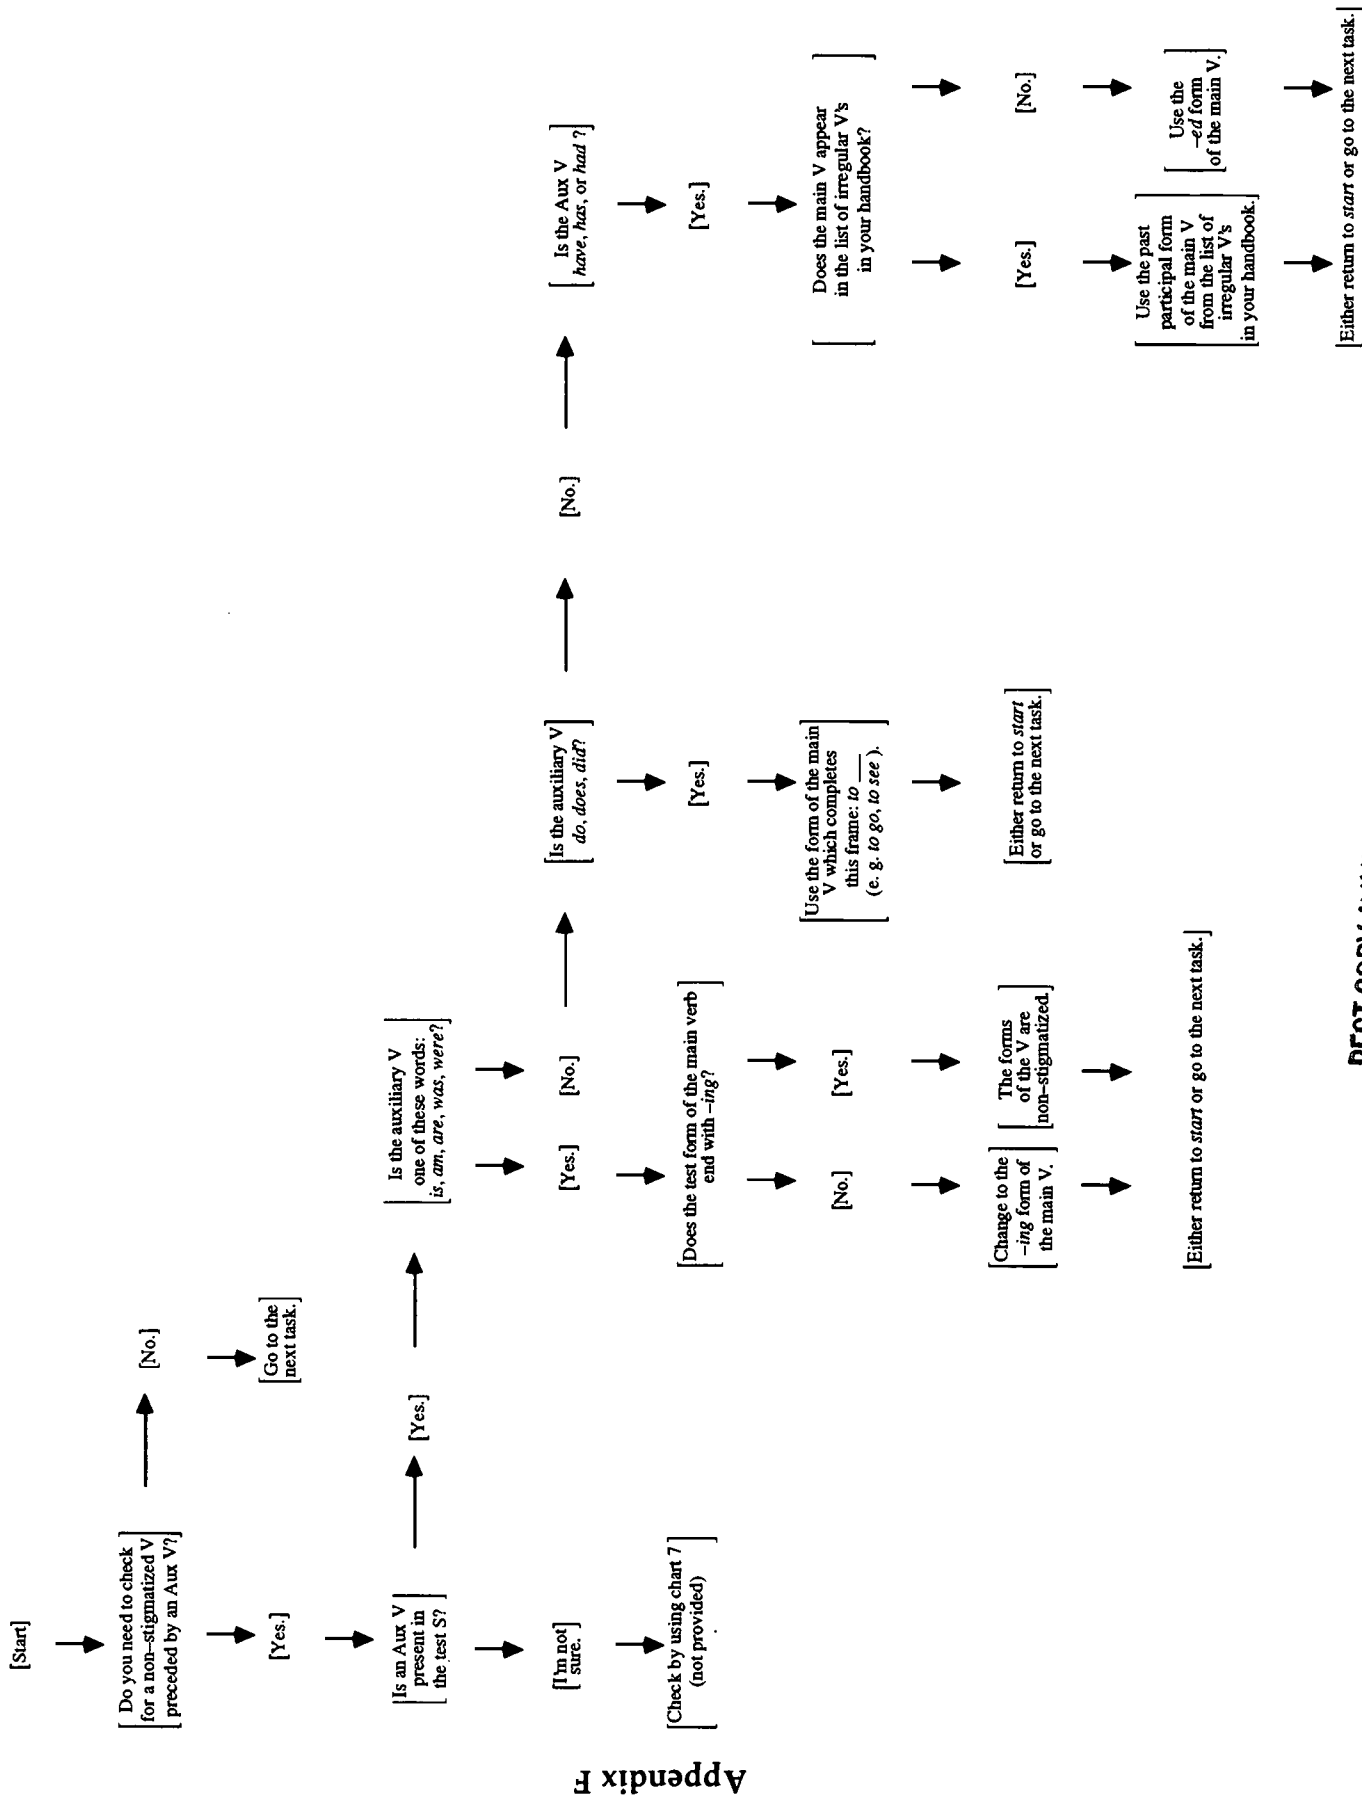 Appendix F
[Start]
Do you need to check
for a non–stigmatized V
preceded by an Aux V?
[No.]
Go to the
next task.
[Yes.]
Is an Aux V
present in
the test S?
[Yes.]
I'm not
sure.
Check by using chart 7
(not provided)
Is the auxiliary V
one of these words:
is, am, are, was, were?
[Yes.]
[No.]
Does the test form of the main verb
end with –ing?
[No.]
[Yes.]
Change to the
–ing form of
the main V.
The forms
of the V are
non–stigmatized.
Either return to start or go to the next task.
Is the auxiliary V
do, does, did?
[No.]
[Yes.]
Use the form of the main
V which completes
this frame: to ___
(e. g. to go, to see ).
Either return to start
or go to the next task.
Is the Aux V
have, has, or had ?
[Yes.]
Does the main V appear
in the list of irregular V's
in your handbook?
[Yes.]
[No.]
Use the past
participal form
of the main V
from the list of
irregular V's
in your handbook.
Use the
–ed form
of the main V.
Either return to start or go to the next task.